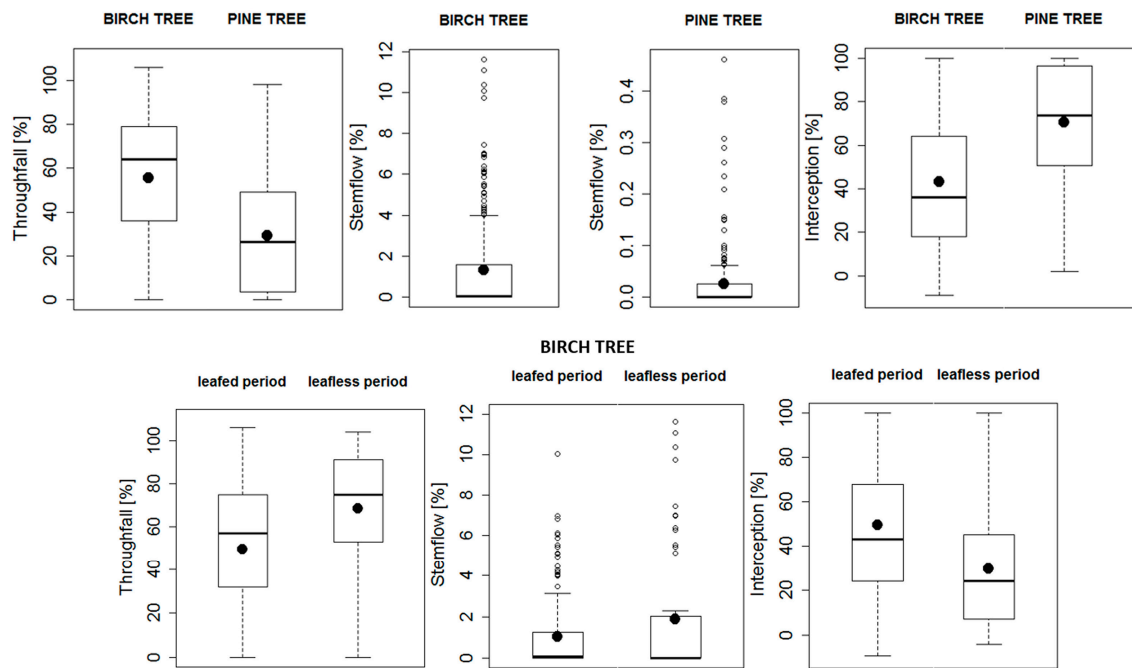 BIRCH TREE PINE TREE
Throughfall [%]
100
80
60
40
20
0
BIRCH TREE
Stemflow [%]
12
10
8
6
4
2
0
PINE TREE
Stemflow [%]
0.4
0.3
0.2
0.1
0.0
BIRCH TREE PINE TREE
Interception [%]
100
80
60
40
20
0
BIRCH TREE
leafed period leafless period
Throughfall [%]
100
80
60
40
20
0
leafed period leafless period
Stemflow [%]
12
10
8
6
4
2
0
leafed period leafless period
Interception [%]
100
80
60
40
20
0